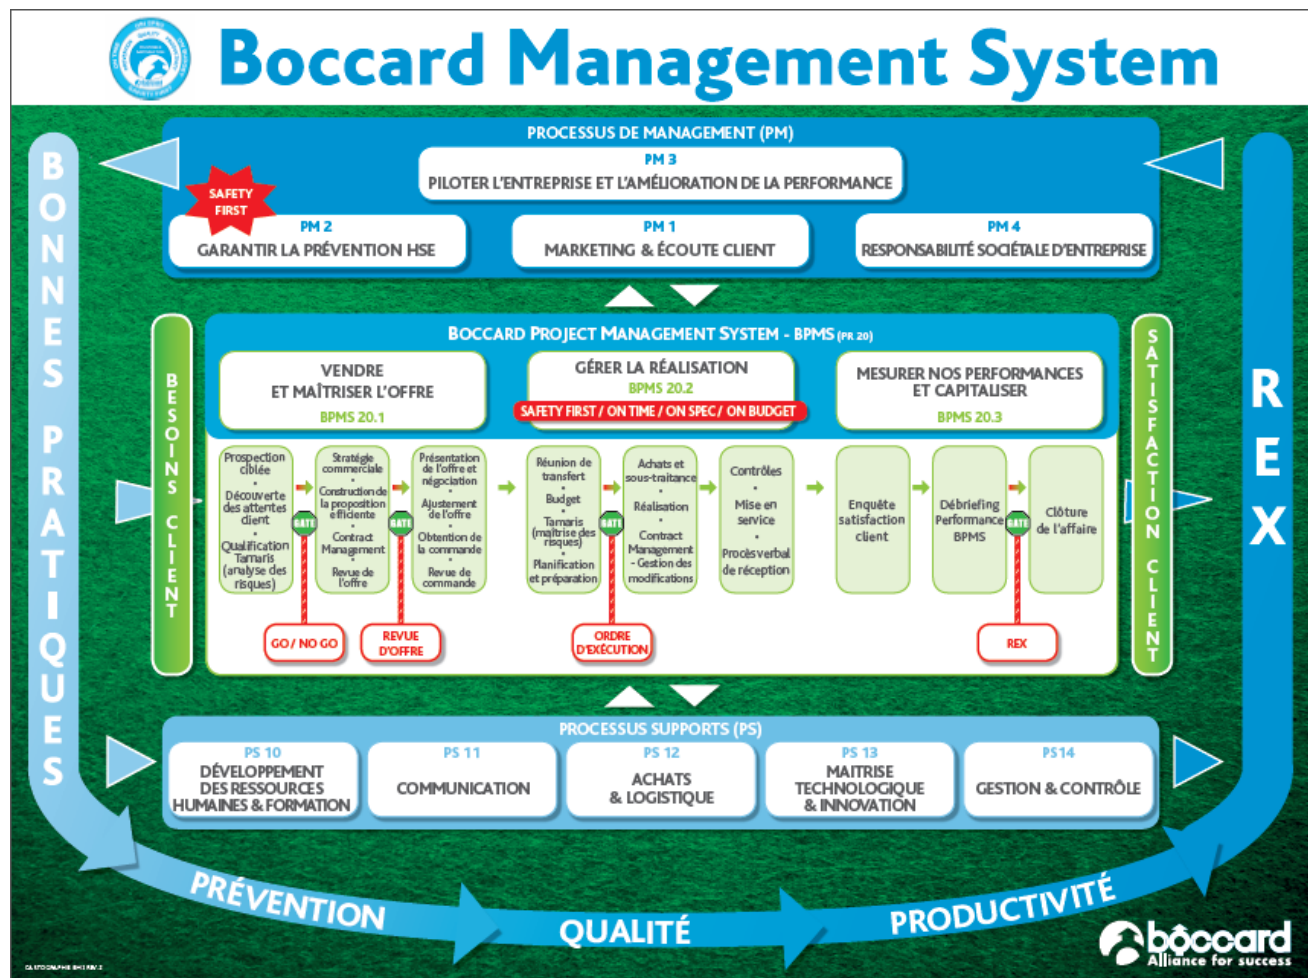 Boccard Management System
PROCESSUS DE MANAGEMENT (PM)
PM 3
PILOTER L'ENTREPRISE ET L'AMÉLIORATION DE LA PERFORMANCE
SAFETY
FIRST
PM 2
GARANTIR LA PRÉVENTION HSE
PM 1
MARKETING & ÉCOUTE CLIENT
PM 4
RESPONSABILITÉ SOCIÉTALE D'ENTREPRISE
BONNES PRATIQUES
BESOINS CLIENT
BOCCARD PROJECT MANAGEMENT SYSTEM - BPMS (PR 20)
VENDRE
ET MAÎTRISER L'OFFRE
BPMS 20.1
GÉRER LA RÉALISATION
BPMS 20.2
SAFETY FIRST / ON TIME / ON SPEC / ON BUDGET
MESURER NOS PERFORMANCES
ET CAPITALISER
BPMS 20.3
Prospection
ciblée
•
Découverte
des attentes
client
•
Qualification
Tamaris
(analyse des
risques)
GATE
GO / NO GO
Stratégie
commerciale
•
Construction de
la proposition
efficiente
•
Contract
Management
•
Revue de
l'offre
GATE
REVUE
D'OFFRE
Présentation
de l'offre et
négociation
•
Ajustement
de l'offre
•
Obtention de
la commande
•
Revue de
commande
Réunion de
transfert
•
Budget
•
Tamaris
(maîtrise des
risques)
•
Planification
et préparation
GATE
ORDRE
D'EXÉCUTION
Achats et
sous-traitance
•
Réalisation
•
Contract
Management
- Gestion des
modifications
Contrôles
•
Mise en
service
•
Procès verbal
de réception
Enquête
satisfaction
client
Débriefing
Performance
BPMS
GATE
REX
Clôture
de l'affaire
SATISFACTION CLIENT
REX
PROCESSUS SUPPORTS (PS)
PS 10
DÉVELOPPEMENT
DES RESSOURCES
HUMAINES & FORMATION
PS 11
COMMUNICATION
PS 12
ACHATS
& LOGISTIQUE
PS 13
MAITRISE
TECHNOLOGIQUE
& INNOVATION
PS14
GESTION & CONTRÔLE
PRÉVENTION
QUALITÉ
PRODUCTIVITÉ
bôccard
Alliance for success